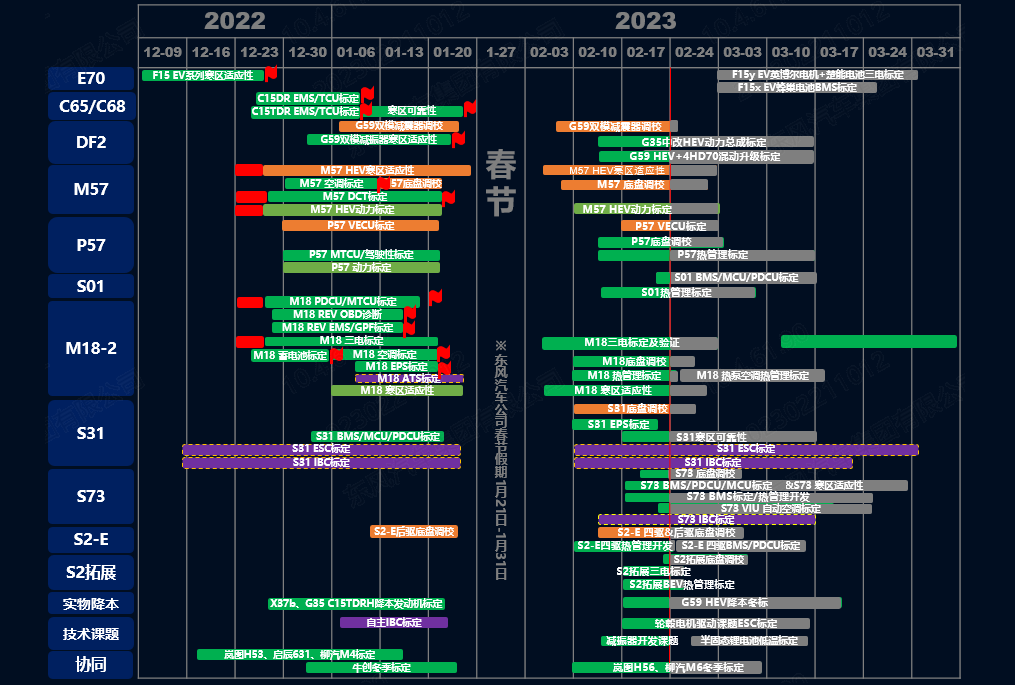 2022 2023
12-09 12-16 12-23 12-30 01-06 01-13 01-20 1-27 02-03 02-10 02-17 02-24 03-03 03-10 03-17 03-24 03-31
E70
F15 EV系列寒区适应性
F15y EV英博尔电机+楚能电池三电标定
F15x EV蜂巢电池BMS标定
C65/C68
C15DR EMS/TCU标定
C15TDR EMS/TCU标定
寒区可靠性
DF2
G59双模减震器调校
G59双模减振器寒区适应性
G59双模减震器调校
G35年改HEV动力总成标定
G59 HEV+4HD70混动升级标定
M57
M57 HEV寒区适应性
M57 空调标定
57底盘调校
M57 DCT标定
M57 HEV动力标定
M57 HEV寒区适应性
M57 底盘调校
M57 HEV动力标定
P57
P57 VECU标定
P57 MTCU/驾驶性标定
P57 动力标定
P57 VECU标定
P57底盘调校
P57热管理标定
S01
S01 BMS/MCU/PDCU标定
S01热管理标定
M18-2
M18 PDCU/MTCU标定
M18 REV OBD诊断
M18 REV EMS/GPF标定
M18 三电标定
M18 蓄电池标定
M18 空调标定
M18 EPS标定
M18 ATS标定
M18 寒区适应性
M18三电标定及验证
M18底盘调校
M18 热管理标定
M18 热泵空调热管理标定
M18 寒区适应性
S31
S31 BMS/MCU/PDCU标定
S31 ESC标定
S31 IBC标定
S31底盘调校
S31 EPS标定
S31寒区可靠性
S31 ESC标定
S31 IBC标定
S73
S73 底盘调校
S73 BMS/PDCU/MCU标定
&S73 寒区适应性
S73 BMS标定/热管理开发
S73 VIU 自动空调标定
S73 IBC标定
S2-E
S2-E后驱底盘调校
S2-E 四驱&后驱底盘调校
S2-E四驱热管理开发
S2-E 四驱BMS/PDCU标定
S2拓展
S2拓展底盘调校
S2拓展三电标定
S2拓展BEV热管理标定
实物降本
X37b、G35 C15TDRH降本发动机标定
G59 HEV降本冬标
技术课题
自主IBC标定
轮毂电机驱动课题ESC标定
减振器开发课题
半固态锂电池低温标定
协同
岚图H53、启辰631、柳汽M4标定
牛创冬季标定
岚图H56、柳汽M6冬季标定
春节
※东风汽车公司春节假期1月21日-1月31日